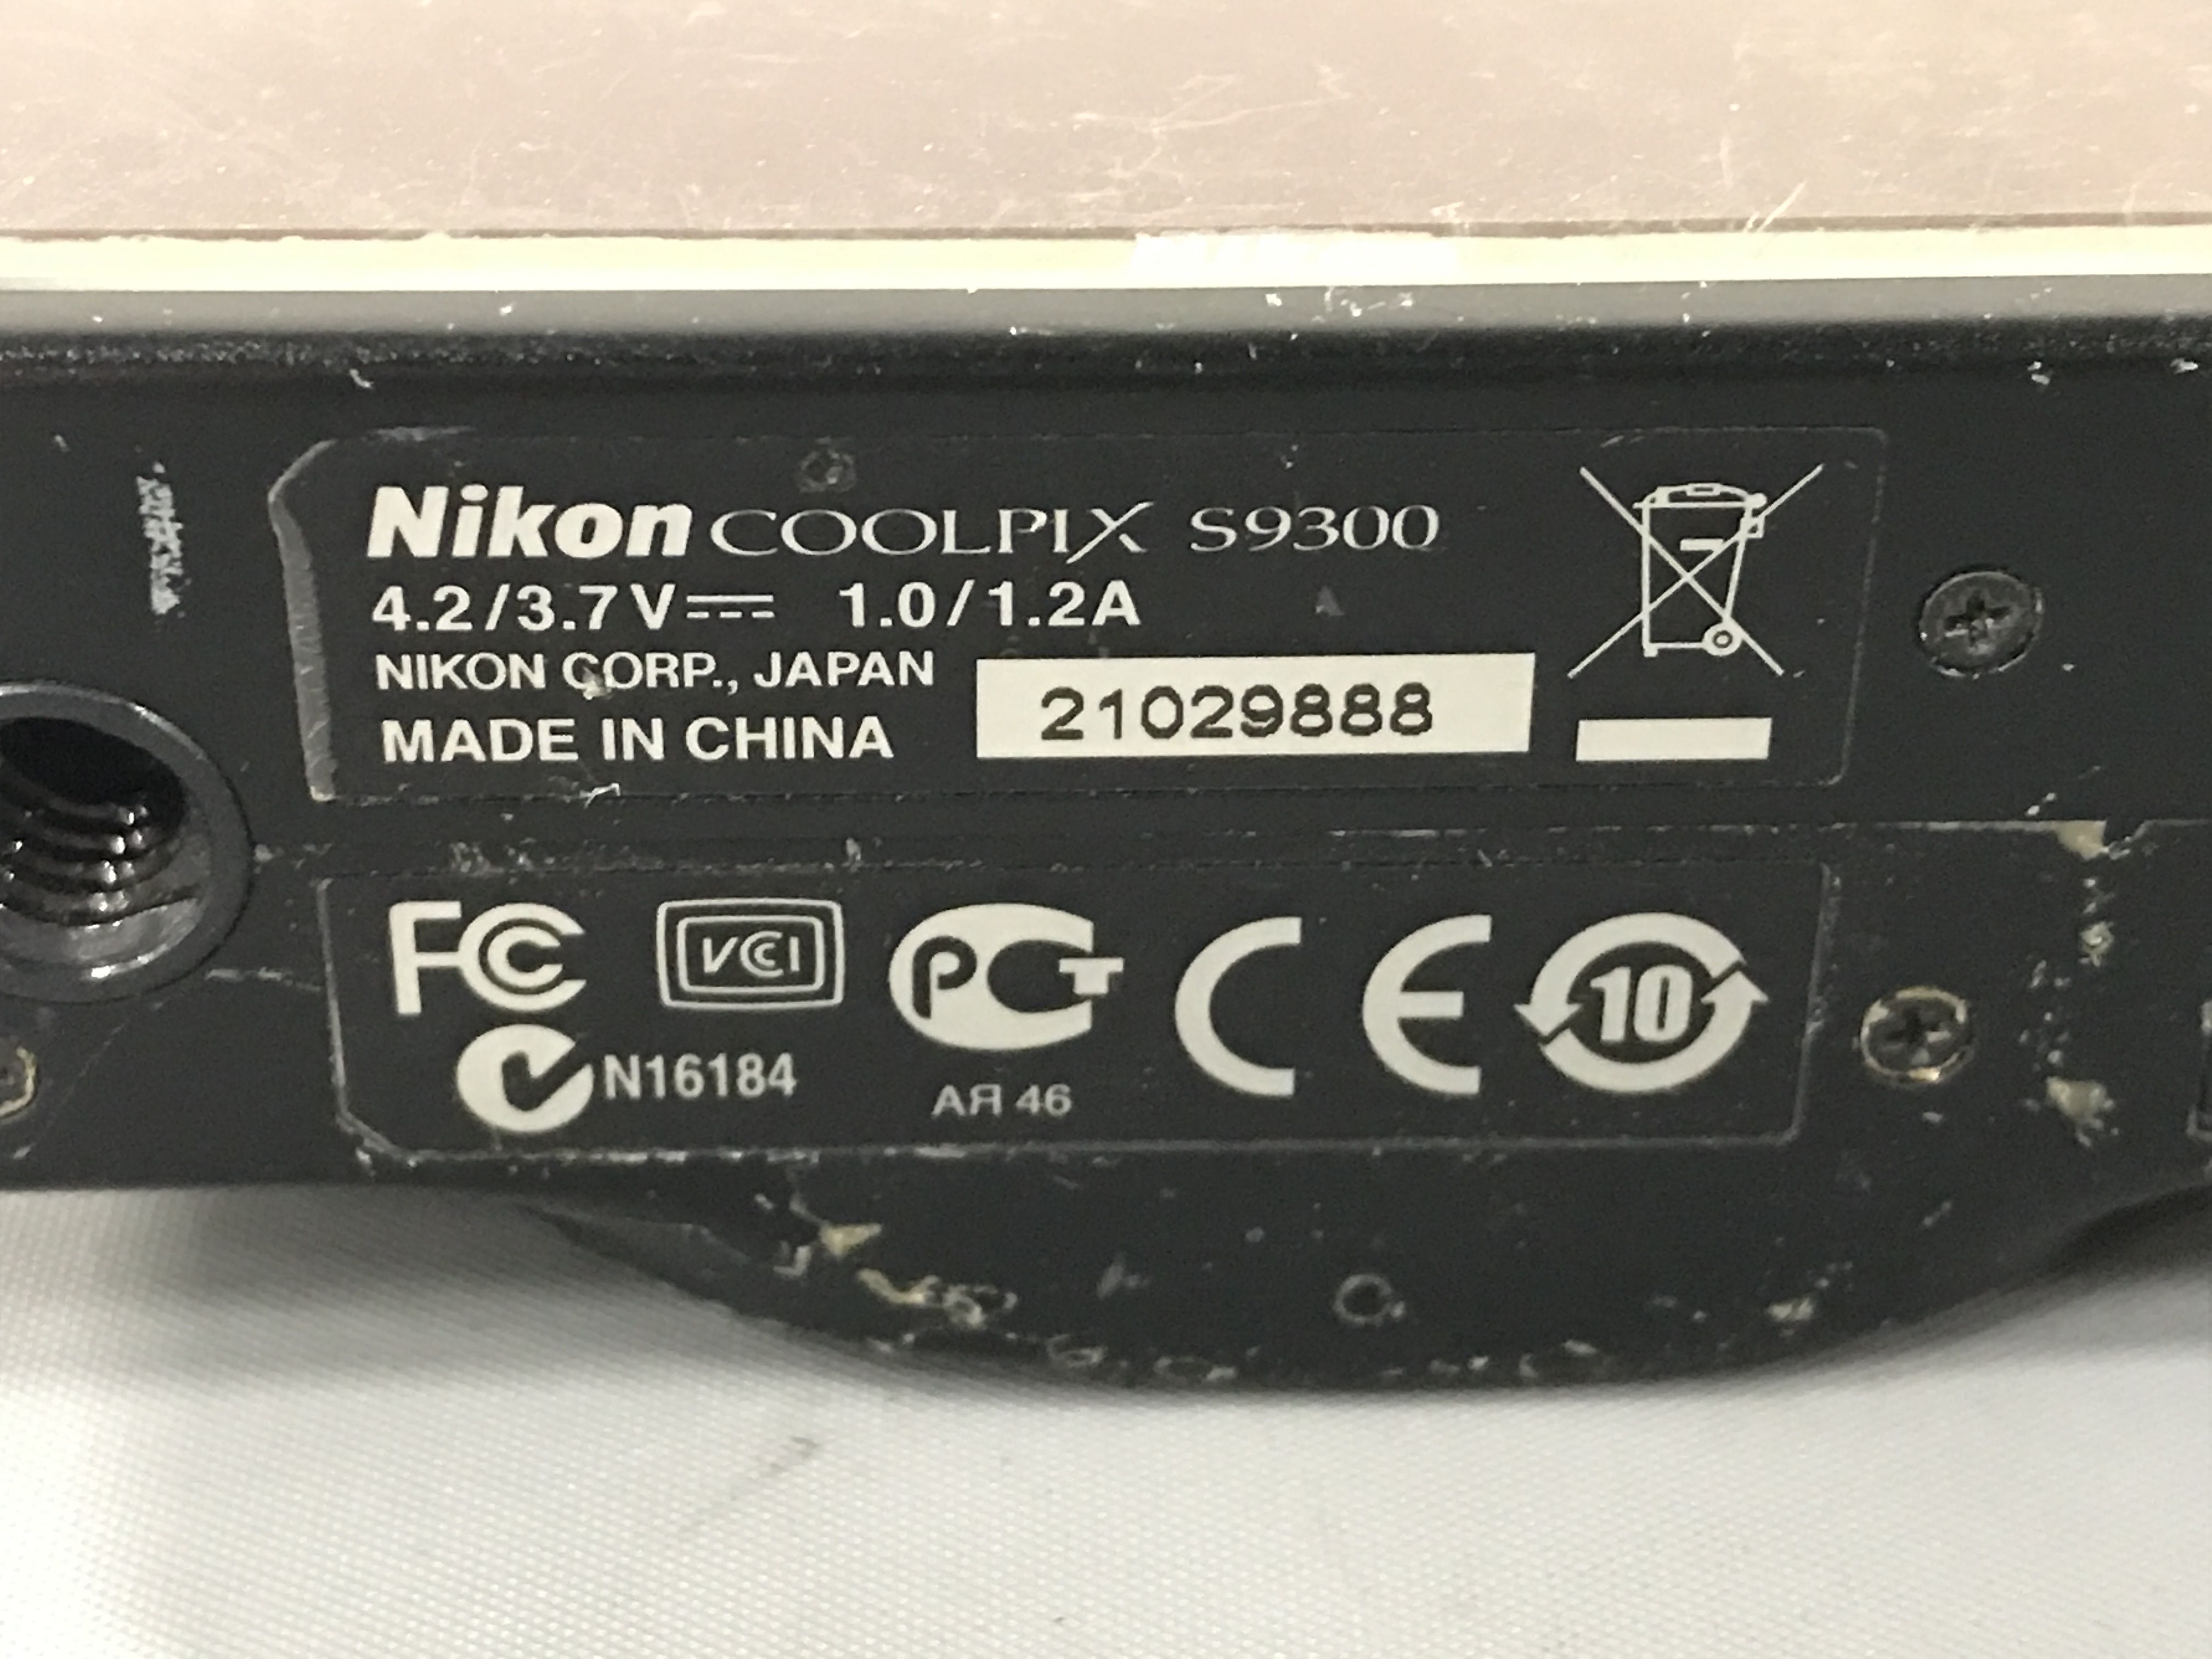 Nikon COOLPIX S9300
4.2/3.7V 1.0/1.2A
NIKON CORP., JAPAN
MADE IN CHINA
21029888
FC VCCI PCT CE 10
N16184
АЯ 46